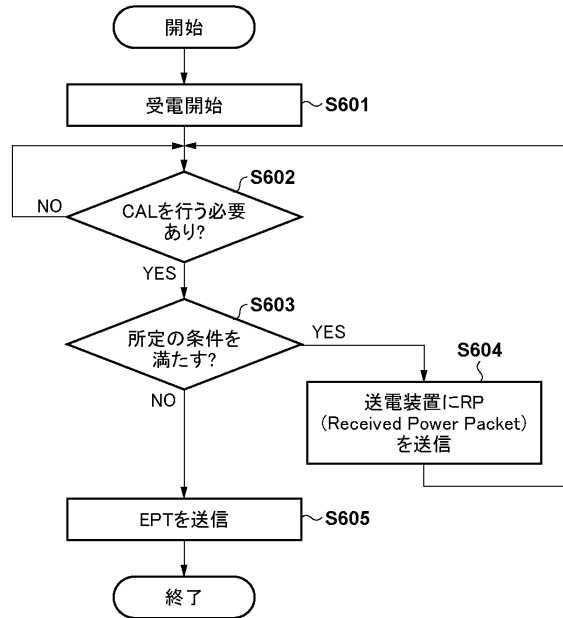 開始
受電開始
S601
S602
NO
CALを行う必要
あり?
YES
S603
所定の条件を
満たす?
YES
NO
S604
送電装置にRP
(Received Power Packet)
を送信
EPTを送信
S605
終了